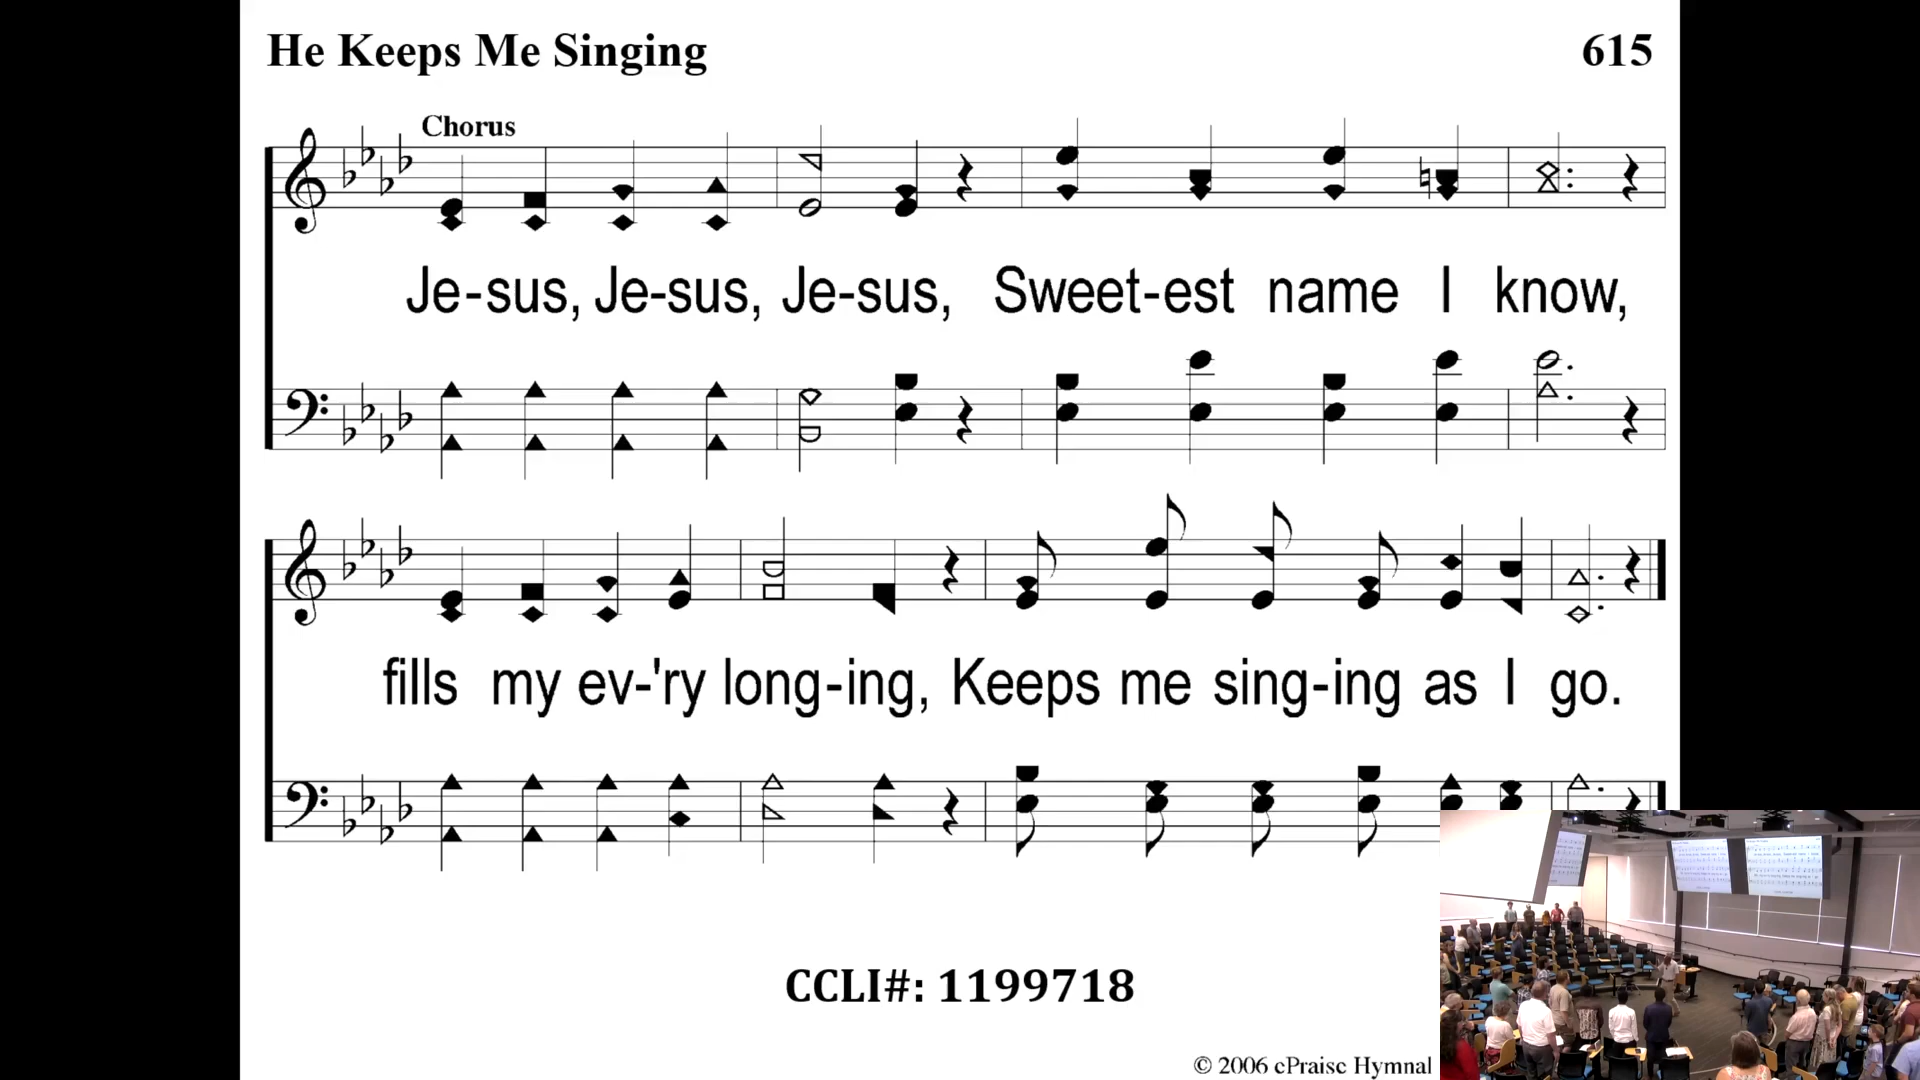 He Keeps Me Singing 615
Chorus
Je-sus, Je-sus, Je-sus, Sweet-est name I know,
fills my ev-'ry long-ing, Keeps me sing-ing as I go.
CCLI#: 1199718
© 2006 ePraise Hymnal